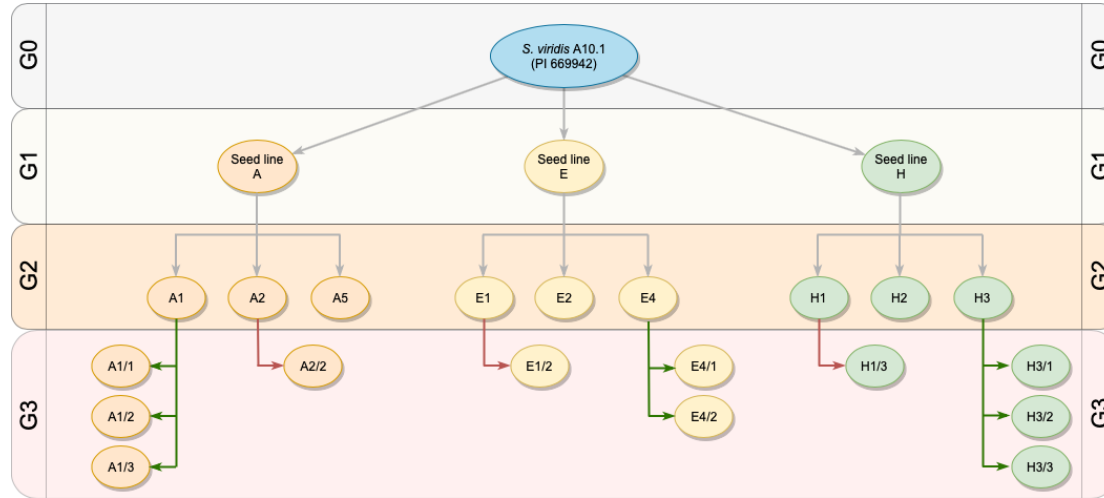 G0
S. viridis A10.1
(PI 669942)
G0
G1
Seed line
A
Seed line
E
Seed line
H
G1
G2
A1
A2
A5
E1
E2
E4
H1
H2
H3
G2
G3
A1/1
A2/2
E1/2
E4/1
H1/3
H3/1
A1/2
E4/2
H3/2
G3
A1/3
H3/3